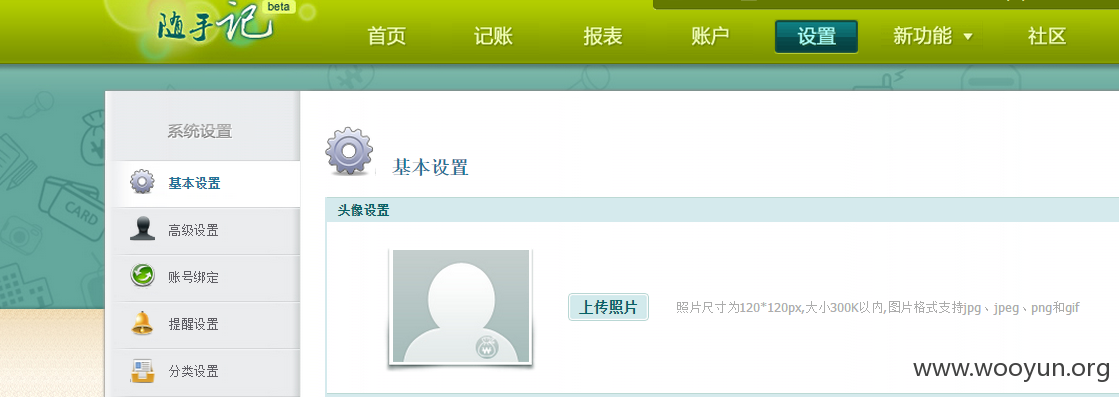 随手记 beta
首页 记账 报表 账户 设置 新功能 社区
系统设置
基本设置
基本设置
头像设置
高级设置
账号绑定
上传照片 照片尺寸为120*120px,大小300K以内,图片格式支持jpg、jpeg、png和gif
提醒设置
分类设置
www.wooyun.org